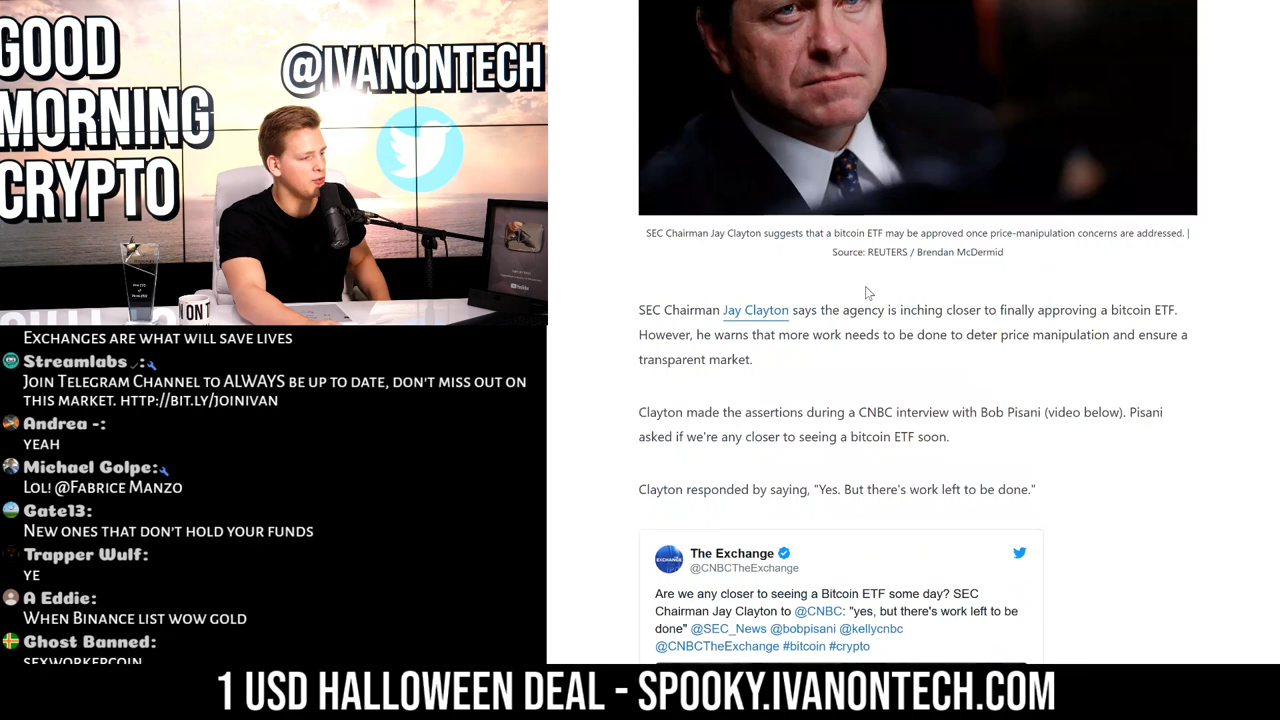 GOOD
MORNING
CRYPTO
@IVANONTECH
ON T
EXCHANGES ARE WHAT WILL SAVE LIVES
Streamlabs :
JOIN TELEGRAM CHANNEL TO ALWAYS BE UP TO DATE, DON'T MISS OUT ON
THIS MARKET. HTTP://BIT.LY/JOINIVAN
Andrea -:
YEAH
Michael Golpe:
LOL! @FABRICE MANZO
Gate13:
NEW ONES THAT DON'T HOLD YOUR FUNDS
Trapper Wulf:
YE
A Eddie:
WHEN BINANCE LIST WOW GOLD
Ghost Banned:
SEXWORKERCOIN
SEC Chairman Jay Clayton suggests that a bitcoin ETF may be approved once price-manipulation concerns are addressed. |
Source: REUTERS / Brendan McDermid
SEC Chairman Jay Clayton says the agency is inching closer to finally approving a bitcoin ETF.
However, he warns that more work needs to be done to deter price manipulation and ensure a
transparent market.
Clayton made the assertions during a CNBC interview with Bob Pisani (video below). Pisani
asked if we're any closer to seeing a bitcoin ETF soon.
Clayton responded by saying, "Yes. But there's work left to be done."
The Exchange
@CNBCTheExchange
Are we any closer to seeing a Bitcoin ETF some day? SEC
Chairman Jay Clayton to @CNBC: "yes, but there's work left to be
done" @SEC_News @bobpisani @kellycnbc
@CNBCTheExchange #bitcoin #crypto
1 USD HALLOWEEN DEAL - SPOOKY.IVANONTECH.COM